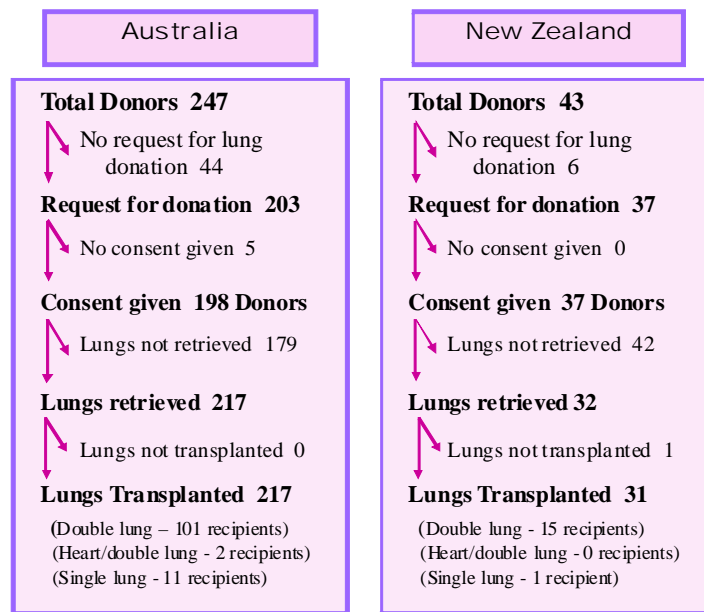 Australia
Total Donors 247
No request for lung
donation 44
Request for donation 203
No consent given 5
Consent given 198 Donors
Lungs not retrieved 179
Lungs retrieved 217
Lungs not transplanted 0
Lungs Transplanted 217
(Double lung – 101 recipients)
(Heart/double lung - 2 recipients)
(Single lung - 11 recipients)
New Zealand
Total Donors 43
No request for lung
donation 6
Request for donation 37
No consent given 0
Consent given 37 Donors
Lungs not retrieved 42
Lungs retrieved 32
Lungs not transplanted 1
Lungs Transplanted 31
(Double lung - 15 recipients)
(Heart/double lung - 0 recipients)
(Single lung - 1 recipient)